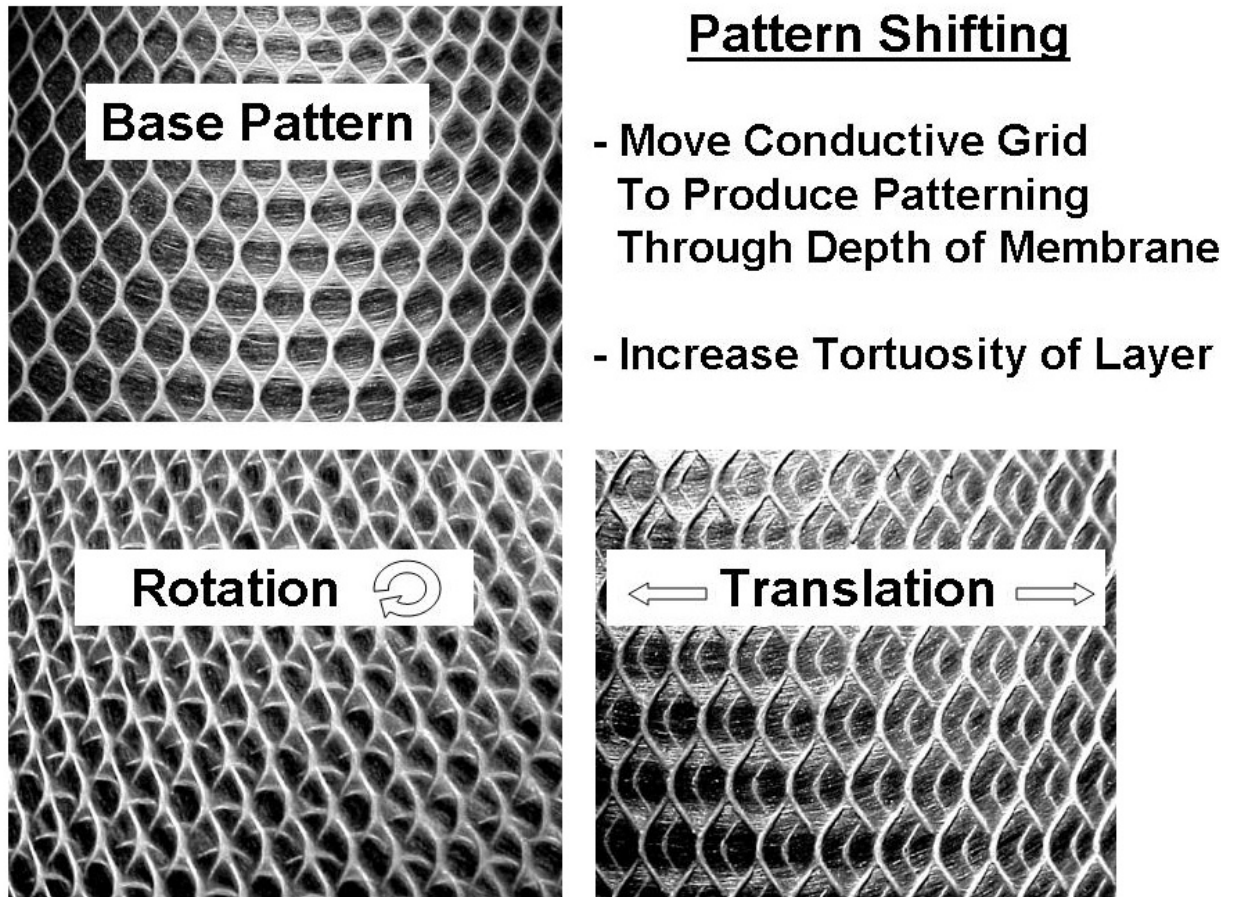 Pattern Shifting
Base Pattern
- Move Conductive Grid
To Produce Patterning
Through Depth of Membrane
- Increase Tortuosity of Layer
Rotation
Translation